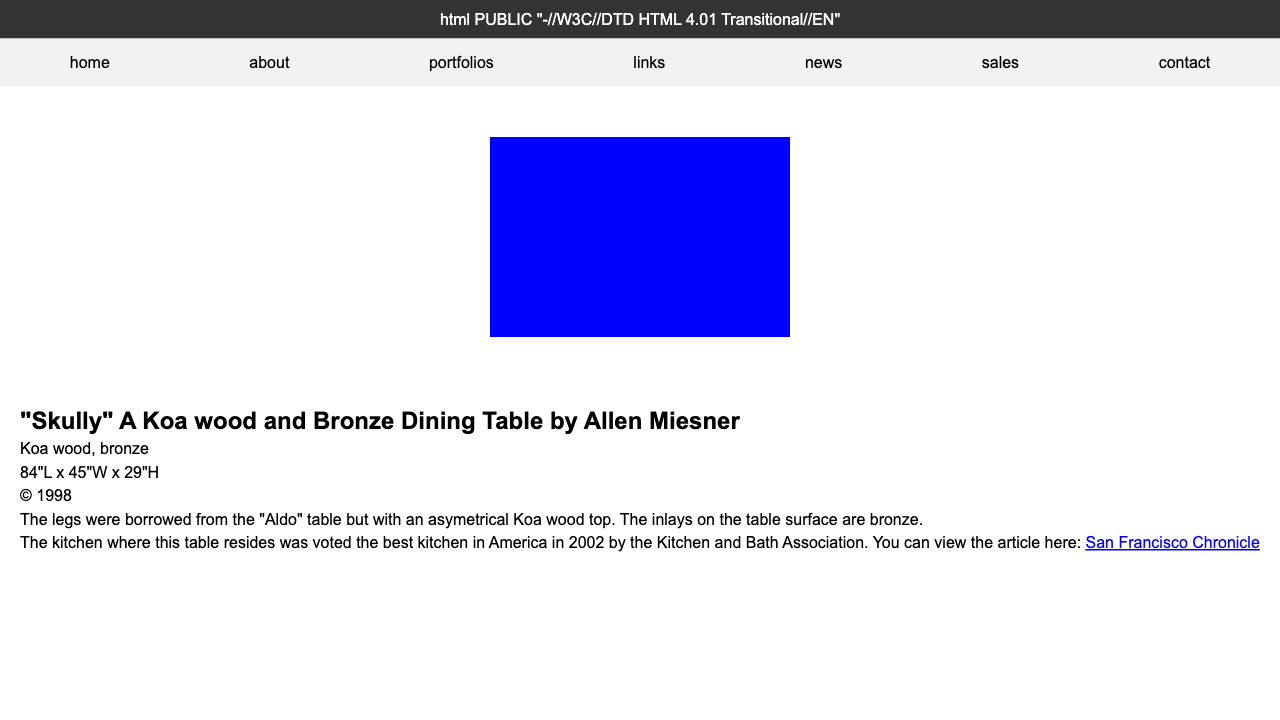 html PUBLIC "-//W3C//DTD HTML 4.01 Transitional//EN"
home about portfolios links news sales contact
"Skully" A Koa wood and Bronze Dining Table by Allen Miesner
Koa wood, bronze
84"L x 45"W x 29"H
© 1998
The legs were borrowed from the "Aldo" table but with an asymetrical Koa wood top. The inlays on the table surface are bronze.
The kitchen where this table resides was voted the best kitchen in America in 2002 by the Kitchen and Bath Association. You can view the article here: San Francisco Chronicle